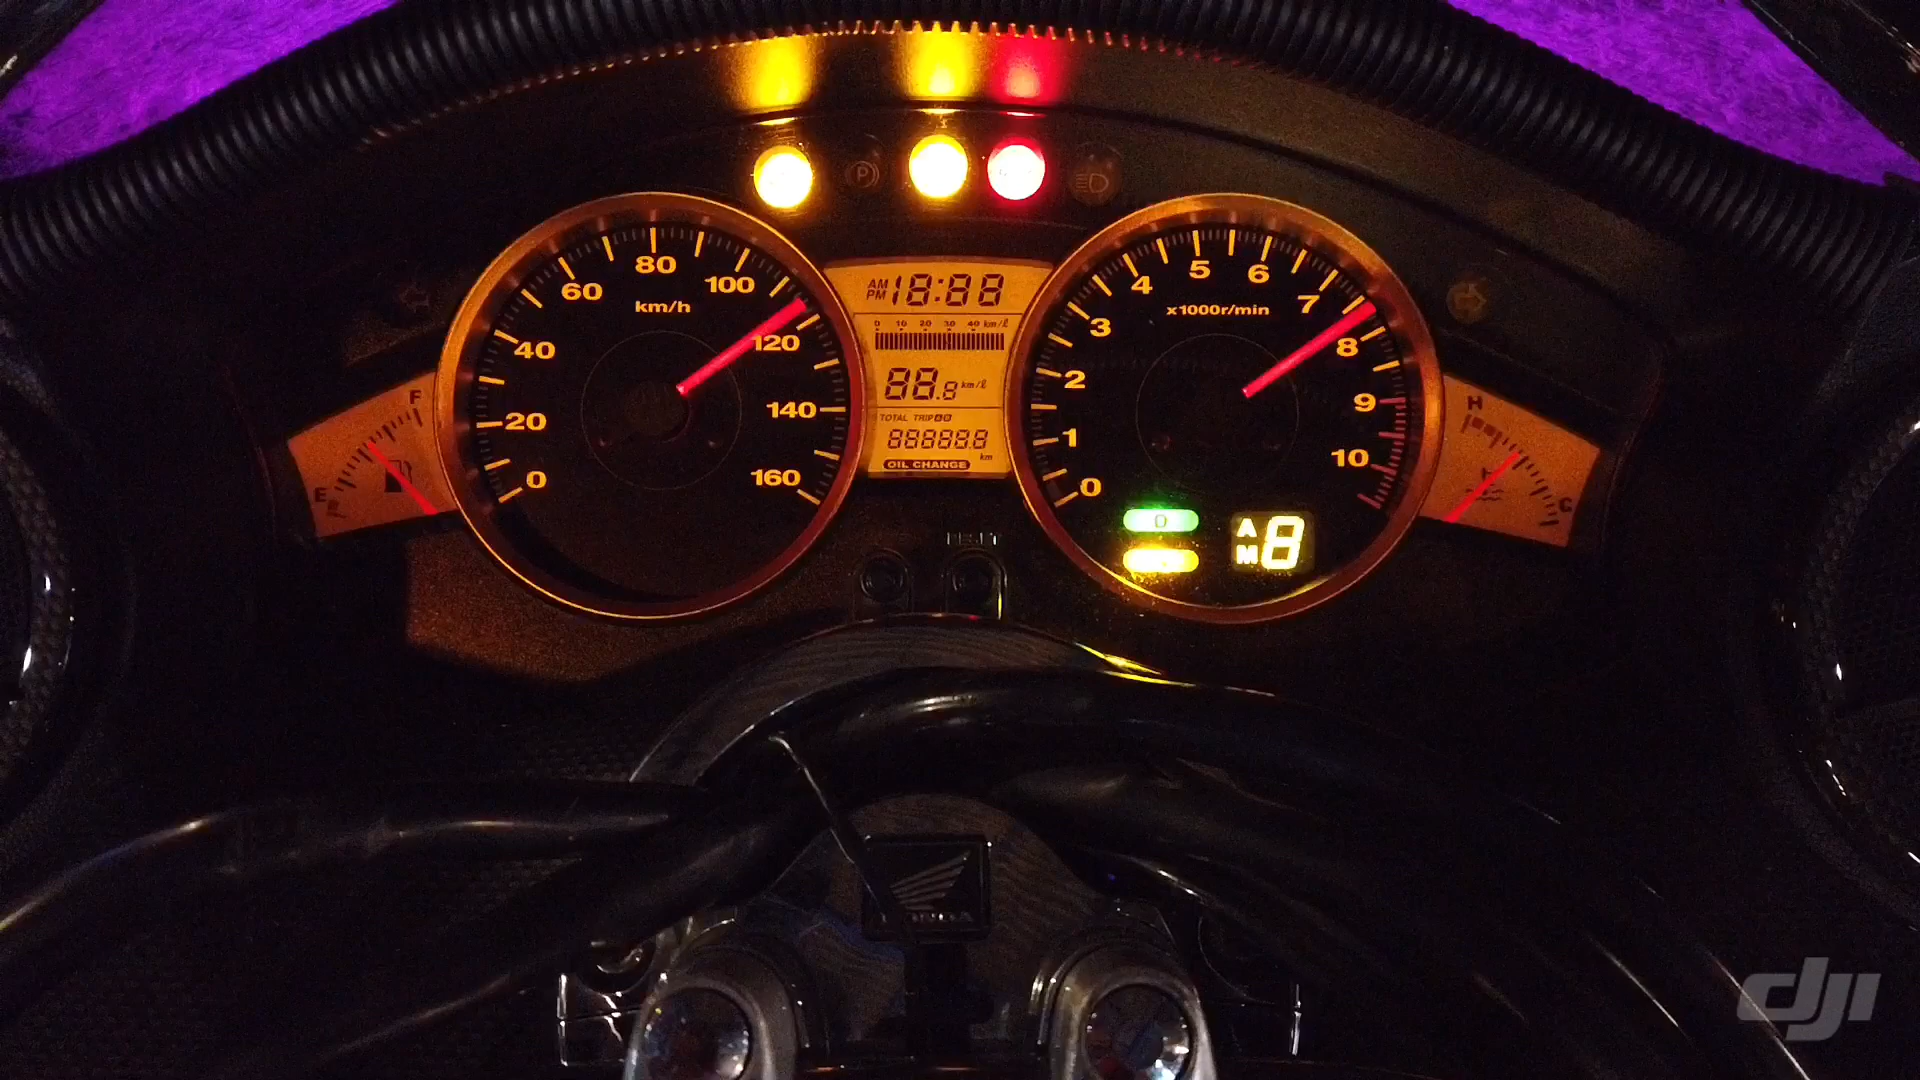 P
80
60
100
km/h
120
40
140
20
160
0
AM
PM
18:88
0 10 20 30 40 km/ℓ
88.8 km/ℓ
TOTAL TRIP A B
888888
km
OIL CHANGE
RESET
5
4
6
7
3
x1000r/min
8
2
9
1
10
0
D
A
M
8
F
E
H
C
HONDA
dji